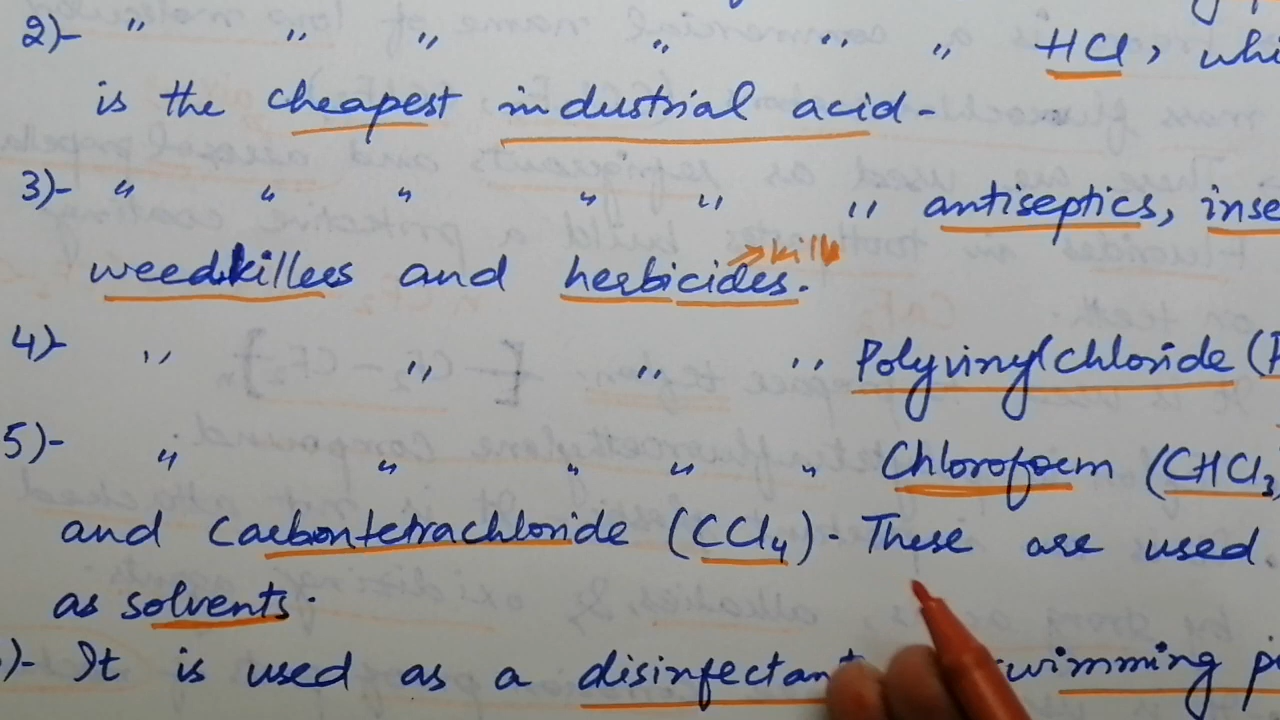 2)- " " " " " " HCl, whi
is the cheapest industrial acid-
3)- " " " " " " antiseptics, inse
→ kill
weedkillers and herbicides.
4)- " " " " Polyvinylchloride (P
5)- " " " " " Chloroform (CHCl3)
and Carbontetrachloride (CCl4). These are used
as solvents.
)- It is used as a disinfectant swimming p